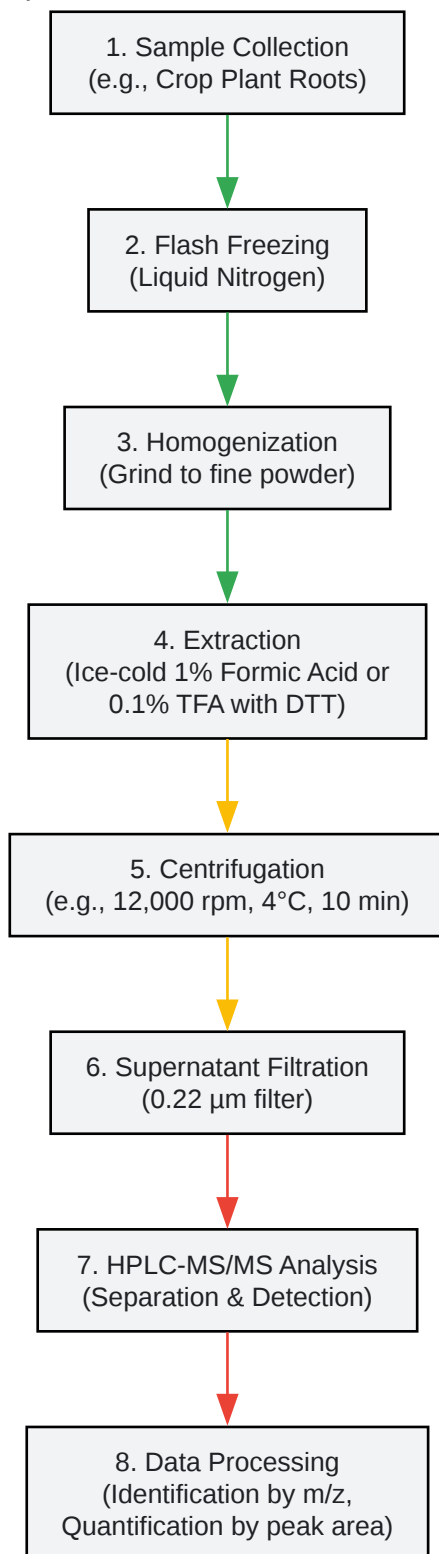 1. Sample Collection
(e.g., Crop Plant Roots)
2. Flash Freezing
(Liquid Nitrogen)
3. Homogenization
(Grind to fine powder)
4. Extraction
(Ice-cold 1% Formic Acid or
0.1% TFA with DTT)
5. Centrifugation
(e.g., 12,000 rpm, 4°C, 10 min)
6. Supernatant Filtration
(0.22 µm filter)
7. HPLC-MS/MS Analysis
(Separation & Detection)
8. Data Processing
(Identification by m/z,
Quantification by peak area)